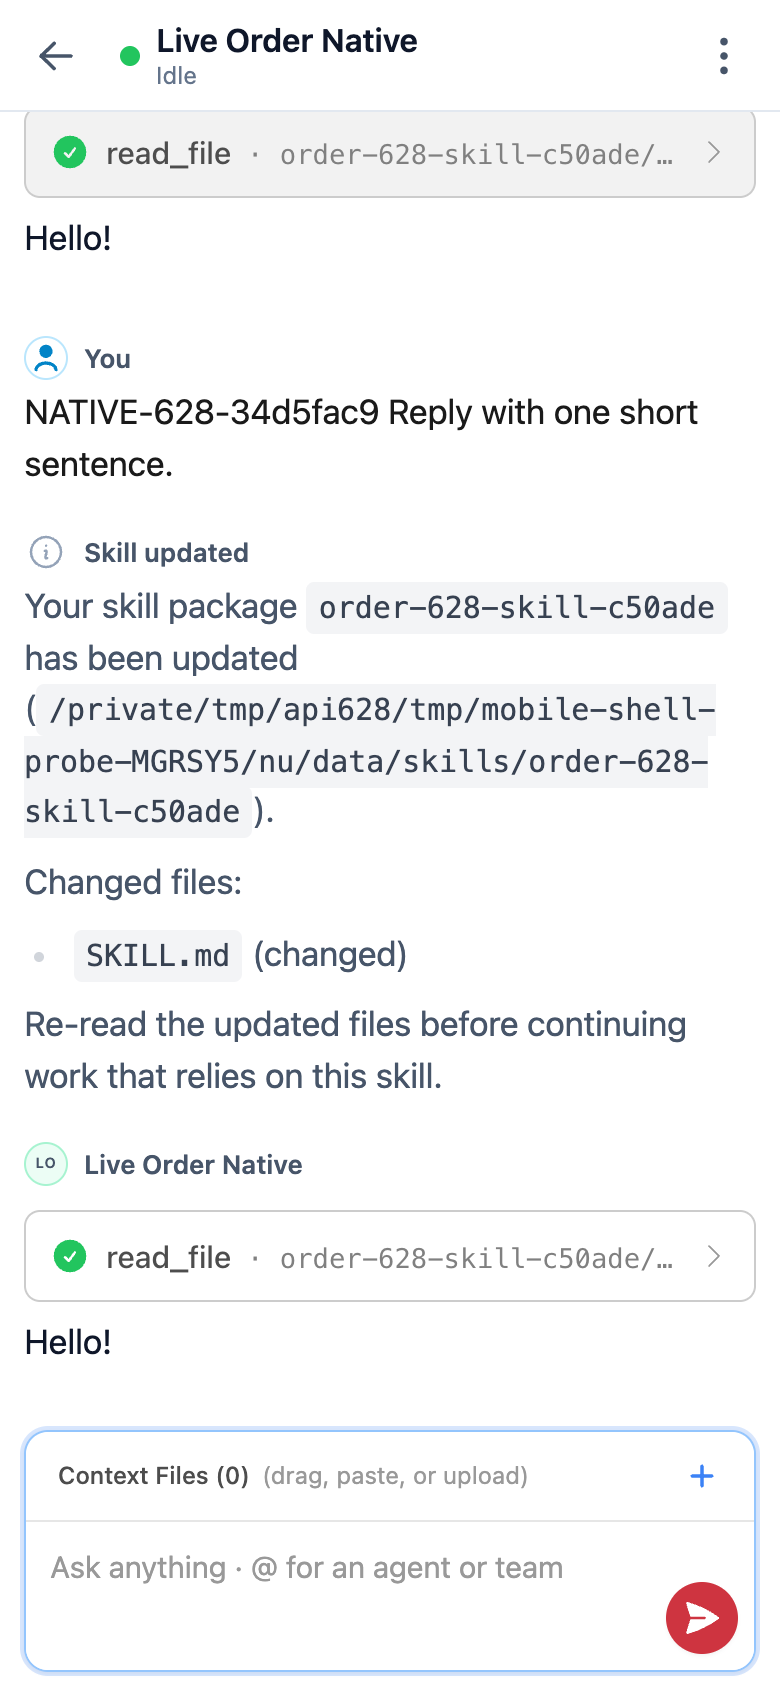 Live Order Native
Idle
read_file · order-628-skill-c50ade/…
Hello!
You
NATIVE-628-34d5fac9 Reply with one short
sentence.
Skill updated
Your skill package order-628-skill-c50ade
has been updated
( /private/tmp/api628/tmp/mobile-shell-
probe-MGRSY5/nu/data/skills/order-628-
skill-c50ade ).
Changed files:
SKILL.md (changed)
Re-read the updated files before continuing
work that relies on this skill.
LO Live Order Native
read_file · order-628-skill-c50ade/…
Hello!
Context Files (0) (drag, paste, or upload)
Ask anything · @ for an agent or team